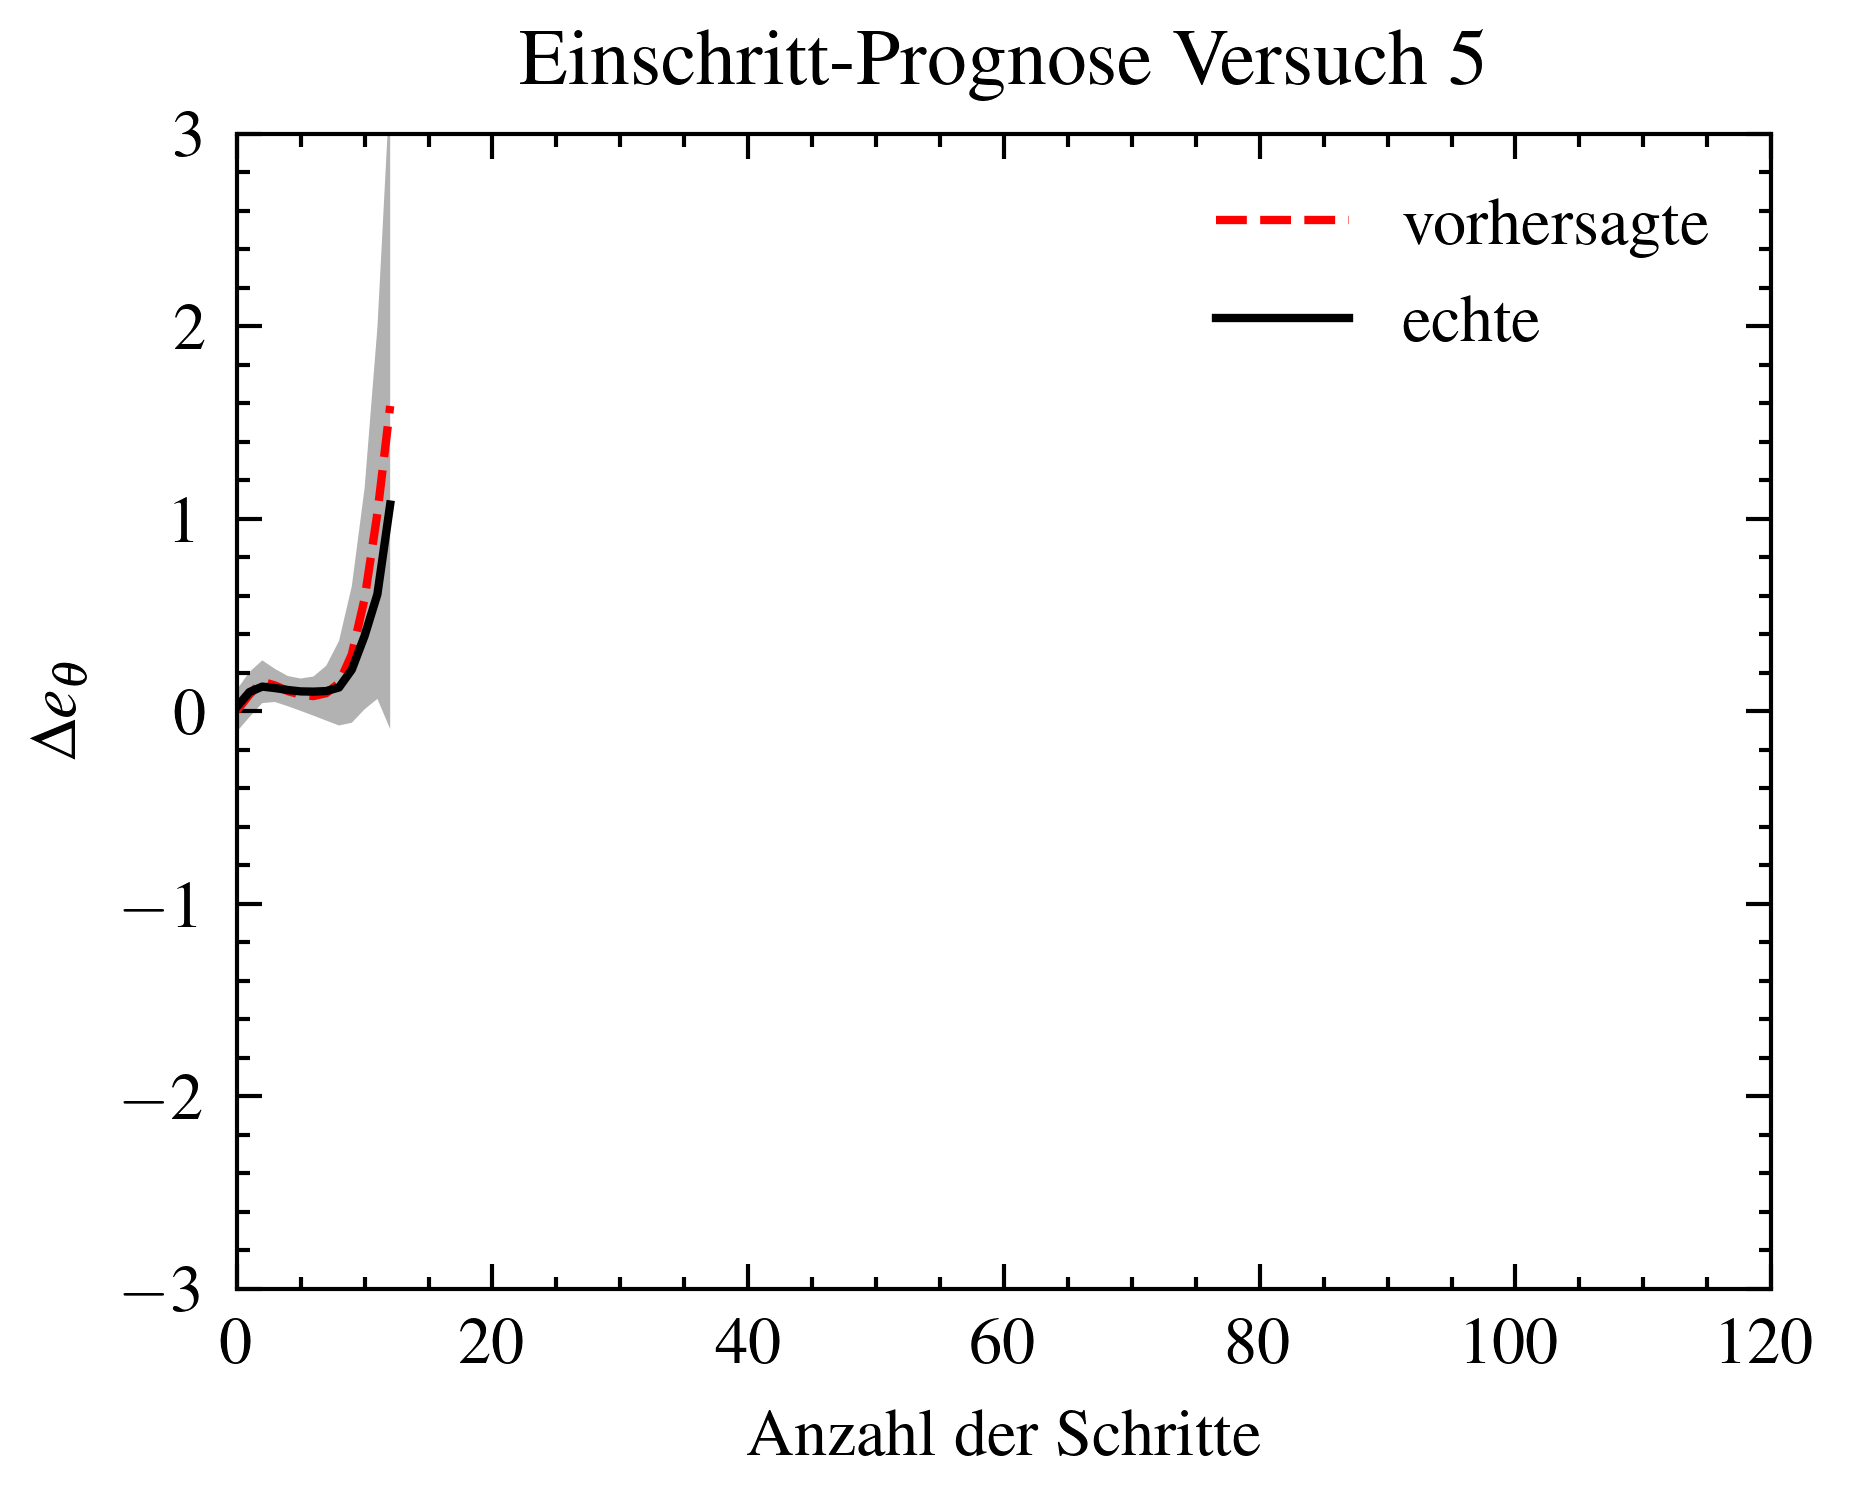 Einschritt-Prognose Versuch 5
3
2
1
0
−1
−2
−3
Δe_θ
vorhersagte
echte
0 20 40 60 80 100 120
Anzahl der Schritte